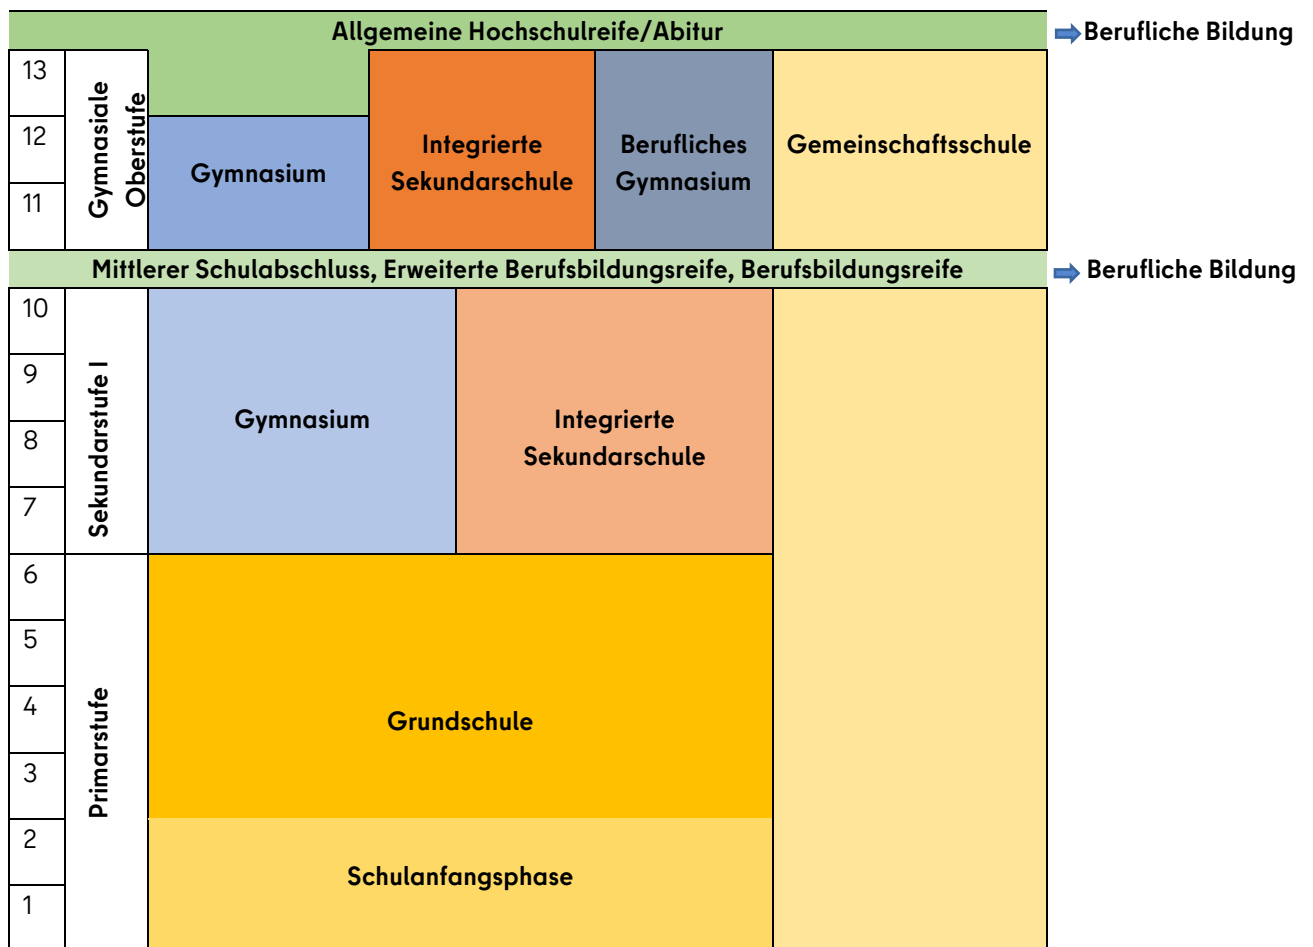 Allgemeine Hochschulreife/Abitur
Berufliche Bildung
13
12
11
Gymnasiale
Oberstufe
Gymnasium
Integrierte
Sekundarschule
Berufliches
Gymnasium
Gemeinschaftsschule
Mittlerer Schulabschluss, Erweiterte Berufsbildungsreife, Berufsbildungsreife
Berufliche Bildung
10
9
8
7
Sekundarstufe I
Gymnasium
Integrierte
Sekundarschule
6
5
4
3
2
1
Primarstufe
Grundschule
Schulanfangsphase